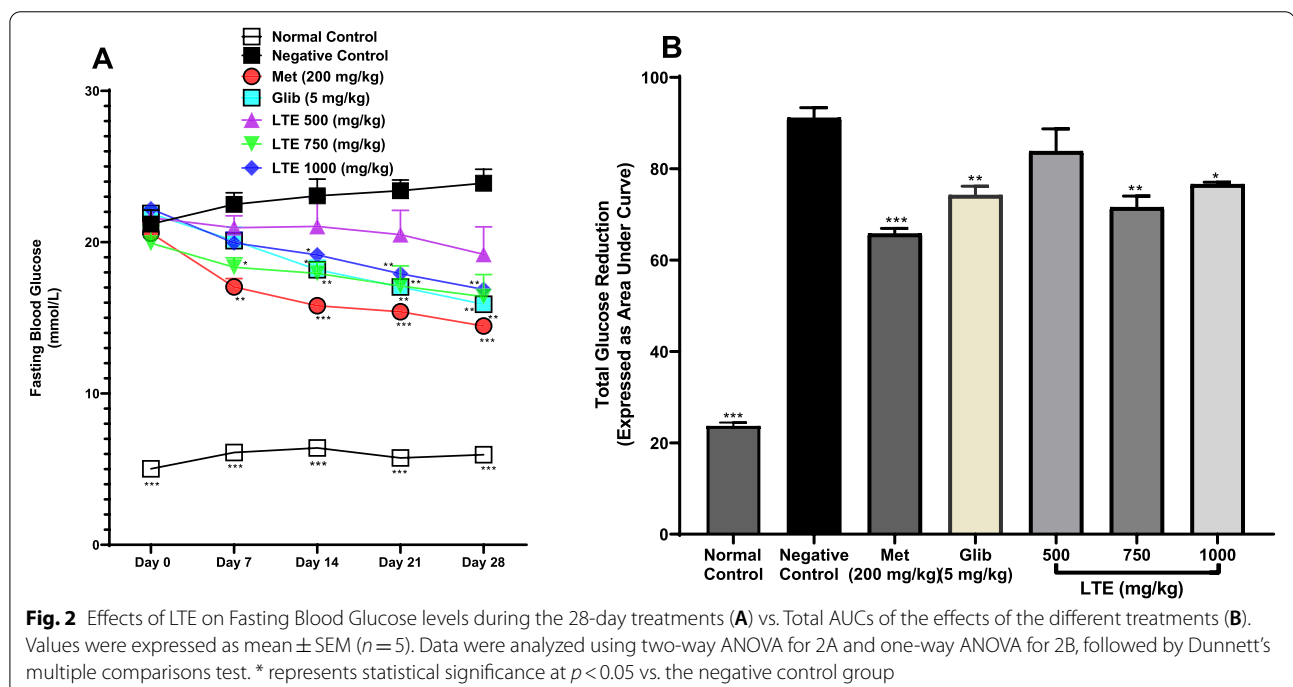 A
Normal Control
Negative Control
Met (200 mg/kg)
Glib (5 mg/kg)
LTE 500 (mg/kg)
LTE 750 (mg/kg)
LTE 1000 (mg/kg)
Fasting Blood Glucose
(mmol/L)
30
20
10
0
*** *** *** *** ***
* ** ** *** * * ** ** ** *** ** ** ** ***
Day 0 Day 7 Day 14 Day 21 Day 28
B
Total Glucose Reduction
(Expressed as Area Under Curve)
100
80
60
40
20
0
*** *** ** ** *
Normal Negative Met Glib 500 750 1000
Control Control (200 mg/kg)(5 mg/kg) LTE (mg/kg)
Fig. 2 Effects of LTE on Fasting Blood Glucose levels during the 28-day treatments (A) vs. Total AUCs of the effects of the different treatments (B).
Values were expressed as mean ± SEM (n = 5). Data were analyzed using two-way ANOVA for 2A and one-way ANOVA for 2B, followed by Dunnett's
multiple comparisons test. * represents statistical significance at p < 0.05 vs. the negative control group